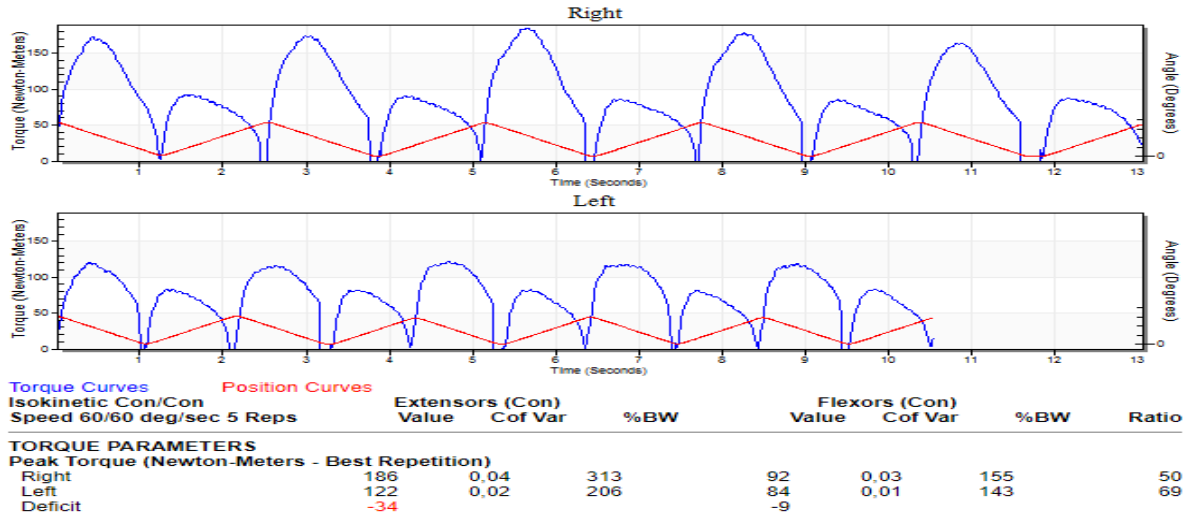 Right
Torque (Newton-Meters)
150
100
50
0
Angle (Degrees)
0
1 2 3 4 5 6 7 8 9 10 11 12 13
Time (Seconds)
Left
Torque (Newton-Meters)
150
100
50
0
Angle (Degrees)
0
1 2 3 4 5 6 7 8 9 10 11 12 13
Time (Seconds)
Torque Curves Position Curves
Isokinetic Con/Con Extensors (Con) Flexors (Con)
Speed 60/60 deg/sec 5 Reps Value Cof Var %BW Value Cof Var %BW Ratio
TORQUE PARAMETERS
Peak Torque (Newton-Meters - Best Repetition)
Right 186 0,04 313 92 0,03 155 50
Left 122 0,02 206 84 0,01 143 69
Deficit -34 -9